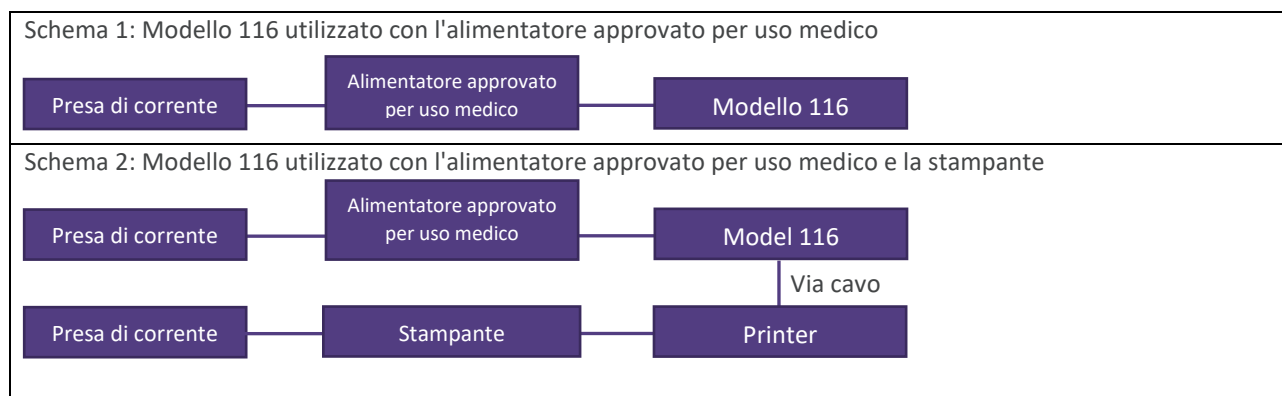 Schema 1: Modello 116 utilizzato con l'alimentatore approvato per uso medico
Presa di corrente
Alimentatore approvato
per uso medico
Modello 116
Schema 2: Modello 116 utilizzato con l'alimentatore approvato per uso medico e la stampante
Presa di corrente
Alimentatore approvato
per uso medico
Model 116
Via cavo
Presa di corrente
Stampante
Printer